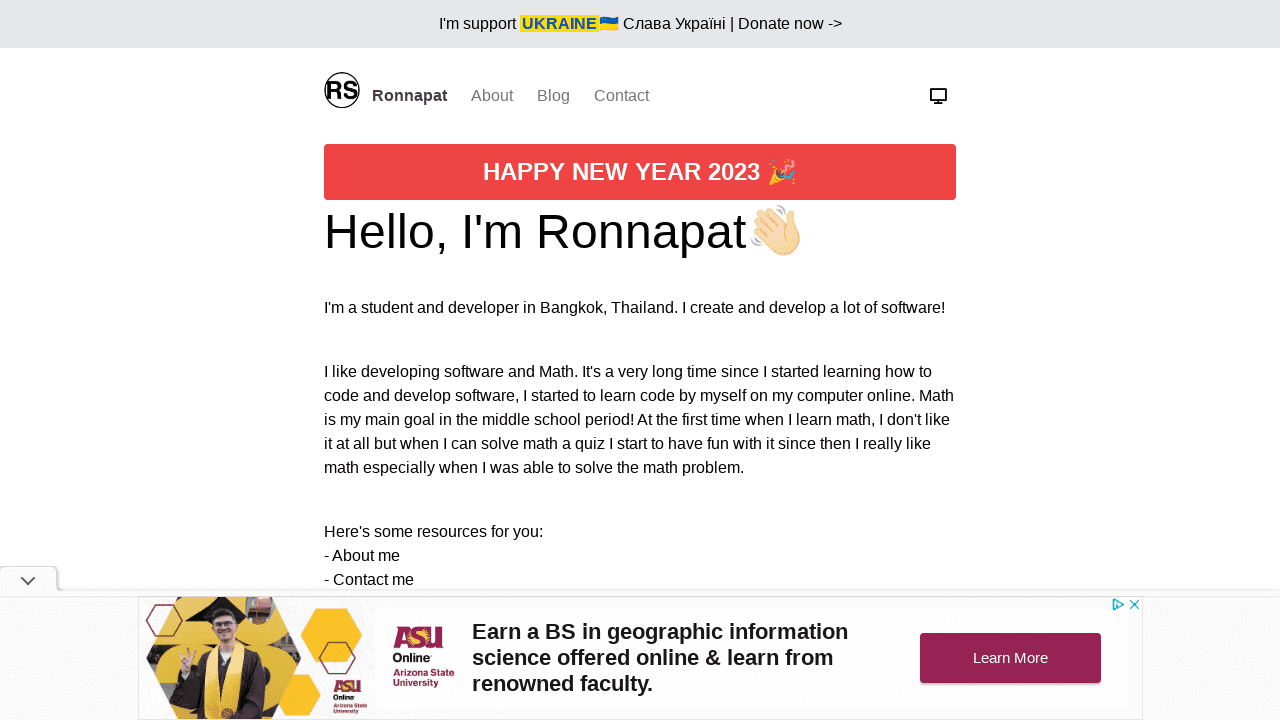 I'm support UKRAINE🇺🇦 Слава Україні | Donate now ->
RS Ronnapat About Blog Contact
HAPPY NEW YEAR 2023 🎉
Hello, I'm Ronnapat👋🏻
I'm a student and developer in Bangkok, Thailand. I create and develop a lot of software!
I like developing software and Math. It's a very long time since I started learning how to
code and develop software, I started to learn code by myself on my computer online. Math
is my main goal in the middle school period! At the first time when I learn math, I don't like
it at all but when I can solve math a quiz I start to have fun with it since then I really like
math especially when I was able to solve the math problem.
Here's some resources for you:
- About me
- Contact me
ASU
Online
Arizona State
University
ASU
Online
Arizona State
University
Earn a BS in geographic information
science offered online & learn from
renowned faculty.
Learn More